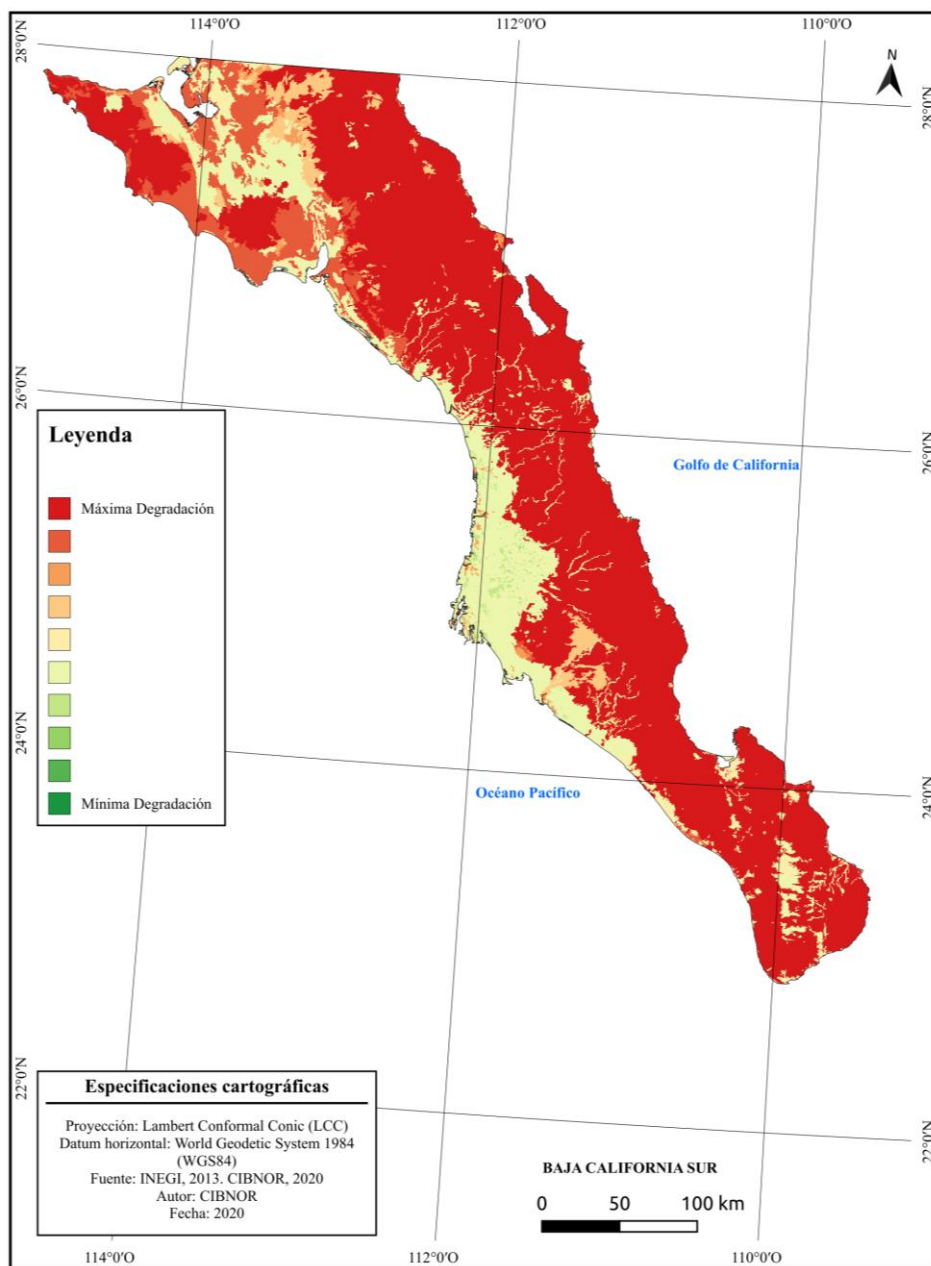 114°0'O
112°0'O
110°0'O
28°0'N
N
28°0'N
26°0'N
26°0'N
Golfo de California
Leyenda
Máxima Degradación
Mínima Degradación
24°0'N
24°0'N
Océano Pacífico
22°0'N
22°0'N
Especificaciones cartográficas
Proyección: Lambert Conformal Conic (LCC)
Datum horizontal: World Geodetic System 1984
(WGS84)
Fuente: INEGI, 2013. CIBNOR, 2020
Autor: CIBNOR
Fecha: 2020
BAJA CALIFORNIA SUR
0 50 100 km
114°0'O
112°0'O
110°0'O